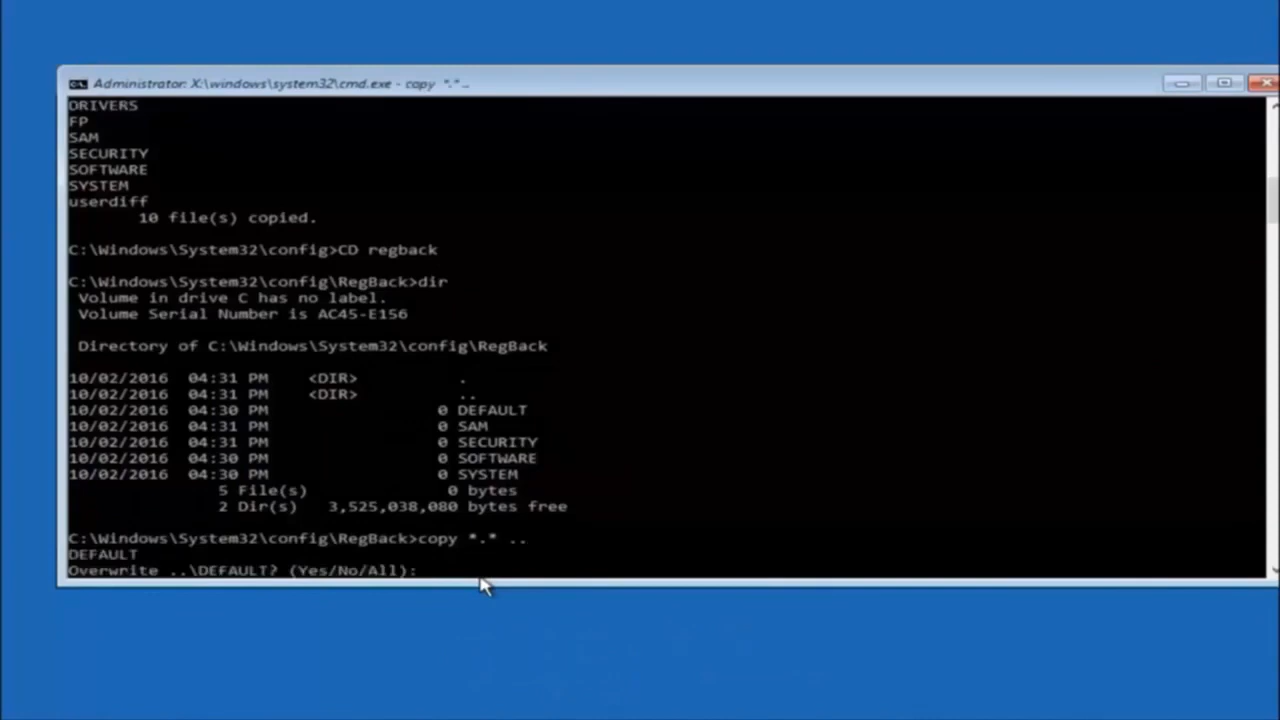 Administrator: X:\windows\system32\cmd.exe - copy *.* ..
DRIVERS
FP
SAM
SECURITY
SOFTWARE
SYSTEM
userdiff
10 file(s) copied.
C:\Windows\System32\config>CD regback
C:\Windows\System32\config\RegBack>dir
Volume in drive C has no label.
Volume Serial Number is AC45-E156
Directory of C:\Windows\System32\config\RegBack
10/02/2016 04:31 PM <DIR> .
10/02/2016 04:31 PM <DIR> ..
10/02/2016 04:30 PM 0 DEFAULT
10/02/2016 04:31 PM 0 SAM
10/02/2016 04:31 PM 0 SECURITY
10/02/2016 04:30 PM 0 SOFTWARE
10/02/2016 04:30 PM 0 SYSTEM
5 File(s) 0 bytes
2 Dir(s) 3,525,038,080 bytes free
C:\Windows\System32\config\RegBack>copy *.* ..
DEFAULT
Overwrite ..\DEFAULT? (Yes/No/All):